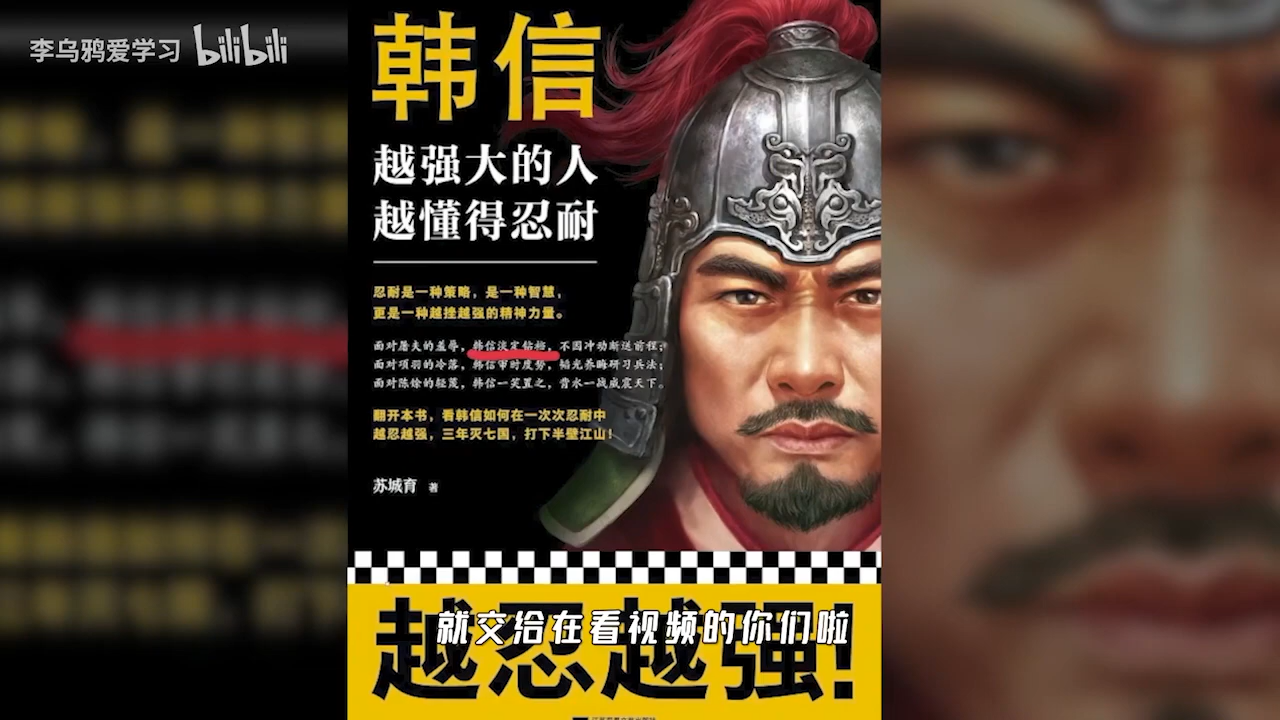 李乌鸦爱学习 bilibili
韩信
越强大的人
越懂得忍耐
忍耐是一种策略，是一种智慧，
更是一种越挫越强的精神力量。
面对屠夫的羞辱，韩信淡定钻裆，不因冲动断送前程；
面对项羽的冷落，韩信审时度势，韬光养晦研习兵法；
面对陈馀的轻蔑，韩信一笑置之，背水一战威震天下。
翻开本书，看韩信如何在一次次忍耐中
越忍越强，三年灭七国，打下半壁江山！
苏城育 著
就交给在看视频的你们啦
越忍越强！